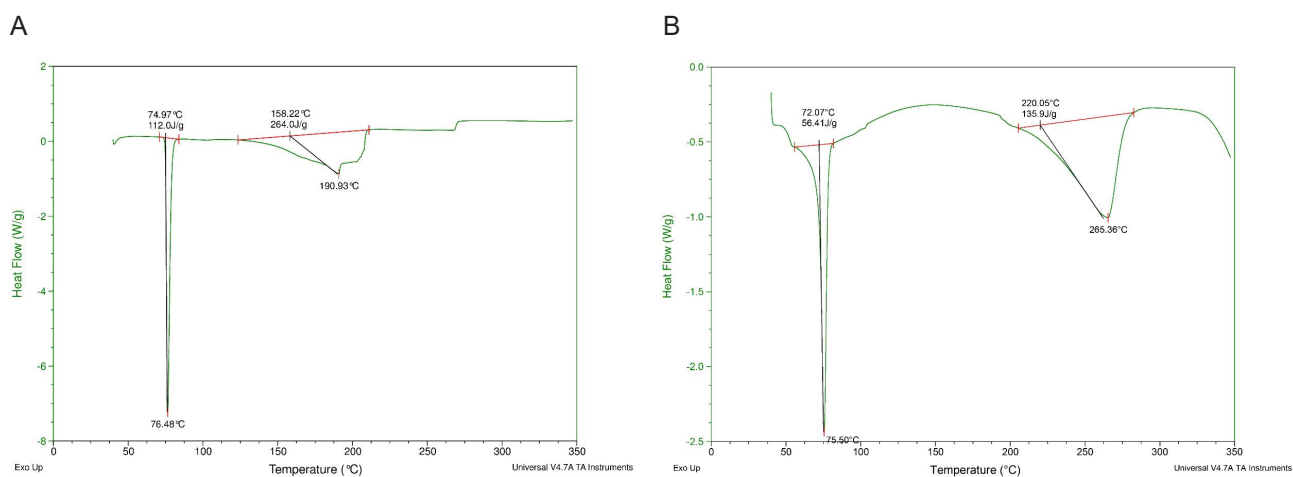 A
2
0
-2
-4
-6
-8
Heat Flow (W/g)
74.97°C
112.0J/g
158.22°C
264.0J/g
190.93°C
76.48°C
0
50
100
150
200
250
300
350
Exo Up
Temperature (°C)
Universal V4.7A TA Instruments
B
0.0
-0.5
-1.0
-1.5
-2.0
-2.5
Heat Flow (W/g)
72.07°C
56.41J/g
220.05°C
135.9J/g
265.36°C
75.50°C
0
50
100
150
200
250
300
350
Exo Up
Temperature (°C)
Universal V4.7A TA Instruments